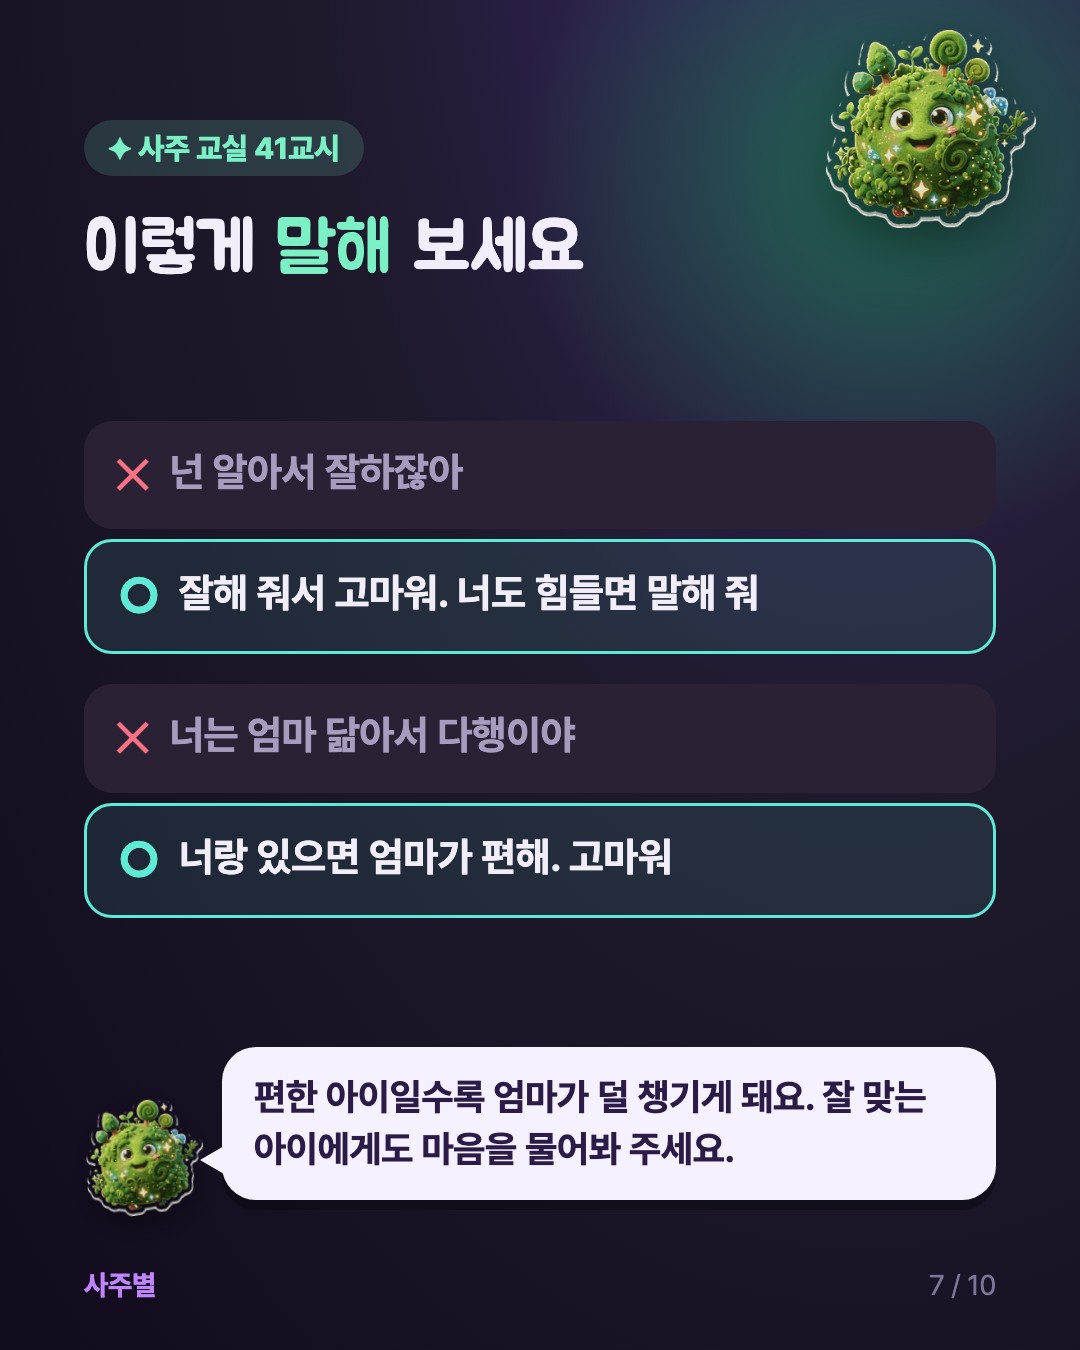 ✦ 사주 교실 41교시
이렇게 말해 보세요
넌 알아서 잘하잖아
잘해 줘서 고마워. 너도 힘들면 말해 줘
너는 엄마 닮아서 다행이야
너랑 있으면 엄마가 편해. 고마워
편한 아이일수록 엄마가 덜 챙기게 돼요. 잘 맞는
아이에게도 마음을 물어봐 주세요.
사주별
7 / 10